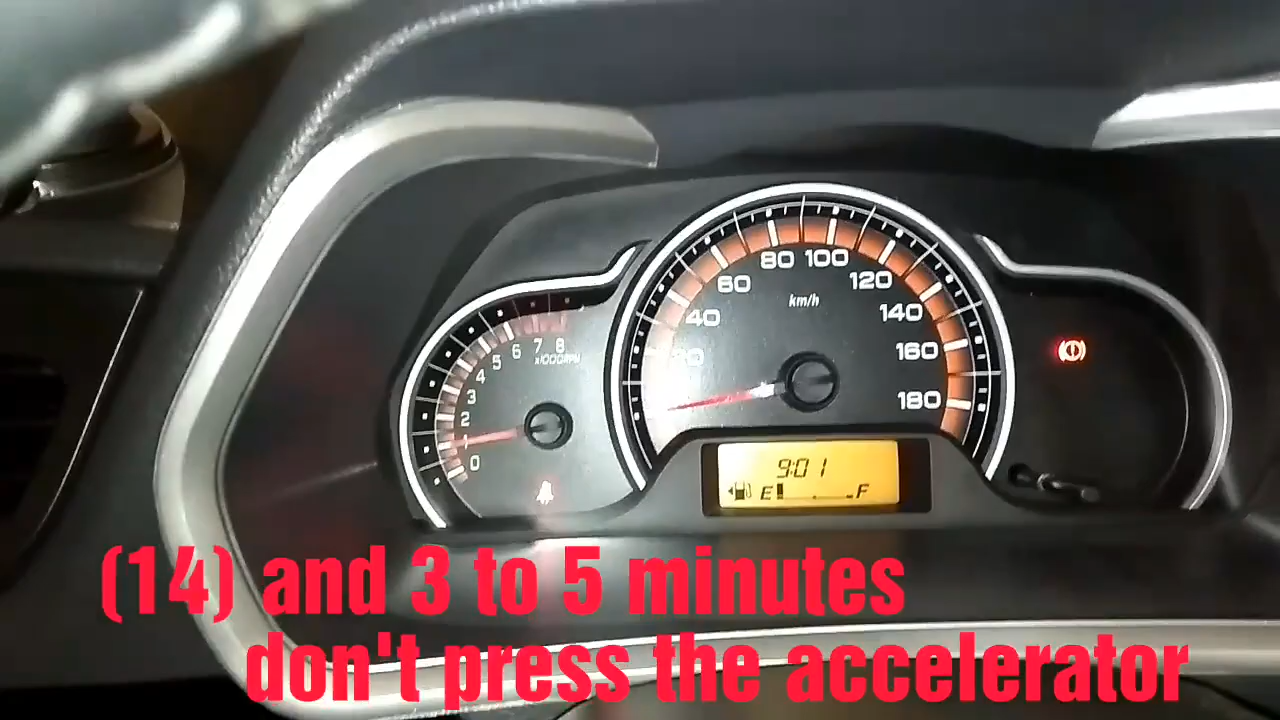 80 100
60 120
km/h
40 140
7 8
6
x1000RPM
5
20 160
4
3
180
2
1
0
9:01
E F
(14) and 3 to 5 minutes
don't press the accelerator